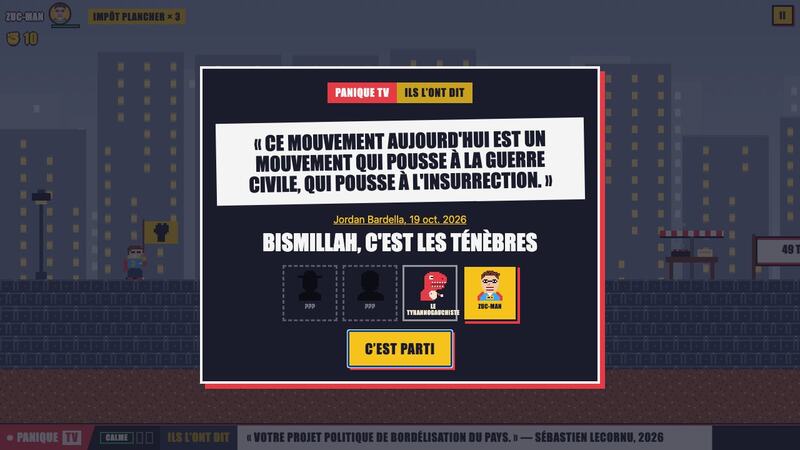 ZUC-MAN
IMPÔT PLANCHER × 3
10
PANIQUE TV
ILS L'ONT DIT
« CE MOUVEMENT AUJOURD'HUI EST UN
MOUVEMENT QUI POUSSE À LA GUERRE
CIVILE, QUI POUSSE À L'INSURRECTION. »
Jordan Bardella, 19 oct. 2026
BISMILLAH, C'EST LES TÉNÈBRES
???
???
LE
TYRANNOGAUCHISTE
ZUC-MAN
C'EST PARTI
49 T
PANIQUE TV
CALME
ILS L'ONT DIT
« VOTRE PROJET POLITIQUE DE BORDÉLISATION DU PAYS. » — SÉBASTIEN LECORNU, 2026